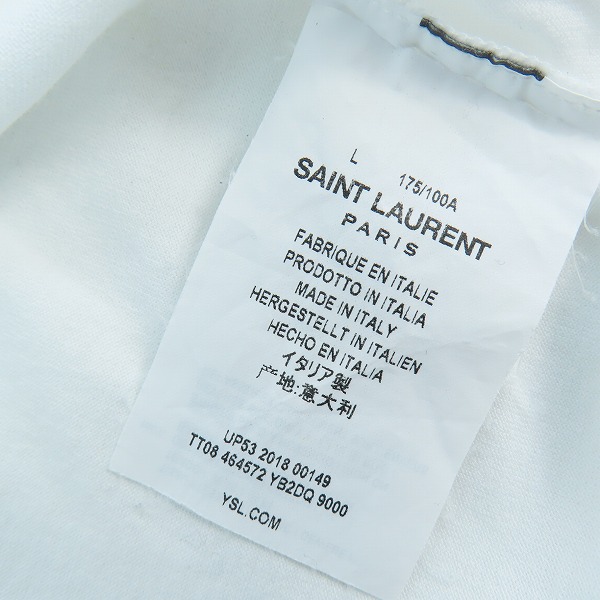 L 175/100A
SAINT LAURENT
PARIS
FABRIQUE EN ITALIE
PRODOTTO IN ITALIA
MADE IN ITALY
HERGESTELLT IN ITALIEN
HECHO EN ITALIA
イタリア製
产地:意大利
UP53 2018 00149
TT08 464572 YB2DQ 9000
YSL.COM